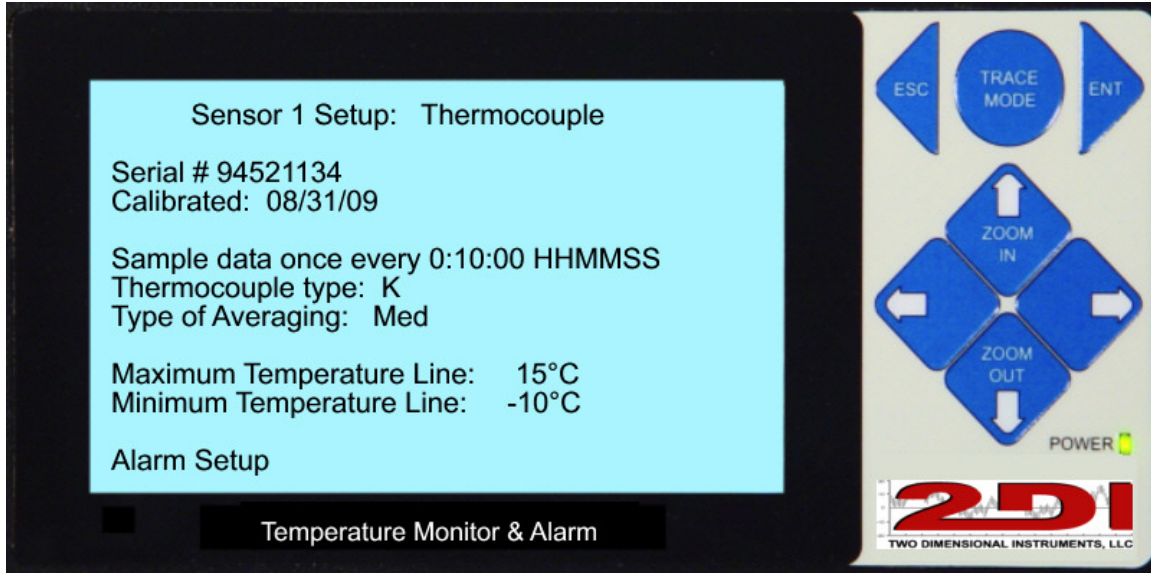 Sensor 1 Setup: Thermocouple
Serial # 94521134
Calibrated: 08/31/09
Sample data once every 0:10:00 HHMMSS
Thermocouple type: K
Type of Averaging: Med
Maximum Temperature Line: 15°C
Minimum Temperature Line: -10°C
Alarm Setup
Temperature Monitor & Alarm
ESC
TRACE
MODE
ENT
ZOOM
IN
ZOOM
OUT
POWER
2DI
TWO DIMENSIONAL INSTRUMENTS, LLC